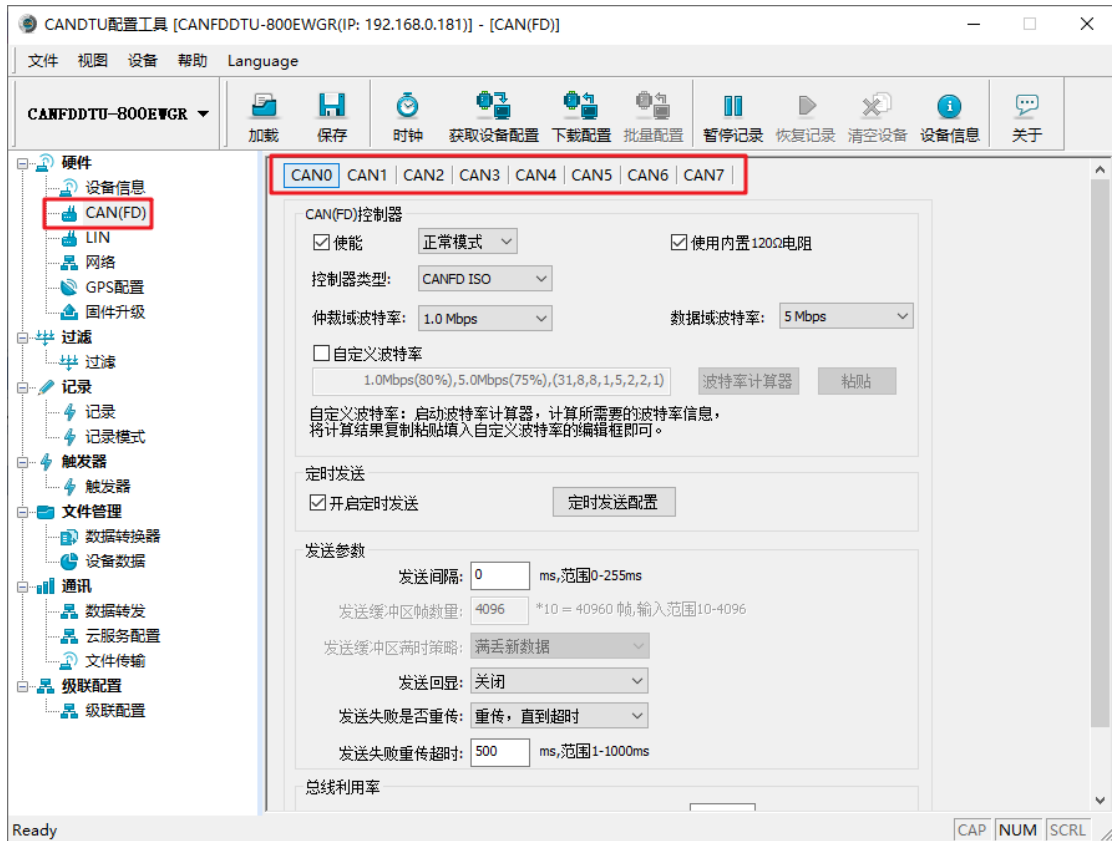 CANDTU配置工具 [CANFDDTU-800EWGR(IP: 192.168.0.181)] - [CAN(FD)]
文件 视图 设备 帮助 Language
CANFDDTU-800EWGR
加载 保存 时钟 获取设备配置 下载配置 批量配置 暂停记录 恢复记录 清空设备 设备信息 关于
硬件
设备信息
CAN(FD)
LIN
网络
GPS配置
固件升级
过滤
过滤
记录
记录
记录模式
触发器
触发器
文件管理
数据转换器
设备数据
通讯
数据转发
云服务配置
文件传输
级联配置
级联配置
CAN0 CAN1 CAN2 CAN3 CAN4 CAN5 CAN6 CAN7
CAN(FD)控制器
使能 正常模式 使用内置120Ω电阻
控制器类型: CANFD ISO
仲裁域波特率: 1.0 Mbps 数据域波特率: 5 Mbps
自定义波特率
1.0Mbps(80%),5.0Mbps(75%),(31,8,8,1,5,2,2,1) 波特率计算器 粘贴
自定义波特率：启动波特率计算器，计算所需要的波特率信息，
将计算结果复制粘贴填入自定义波特率的编辑框即可。
定时发送
开启定时发送 定时发送配置
发送参数
发送间隔: 0 ms,范围0-255ms
发送缓冲区帧数量: 4096 *10 = 40960 帧,输入范围10-4096
发送缓冲区满时策略: 满丢新数据
发送回显: 关闭
发送失败是否重传: 重传，直到超时
发送失败重传超时: 500 ms,范围1-1000ms
总线利用率
Ready CAP NUM SCRL